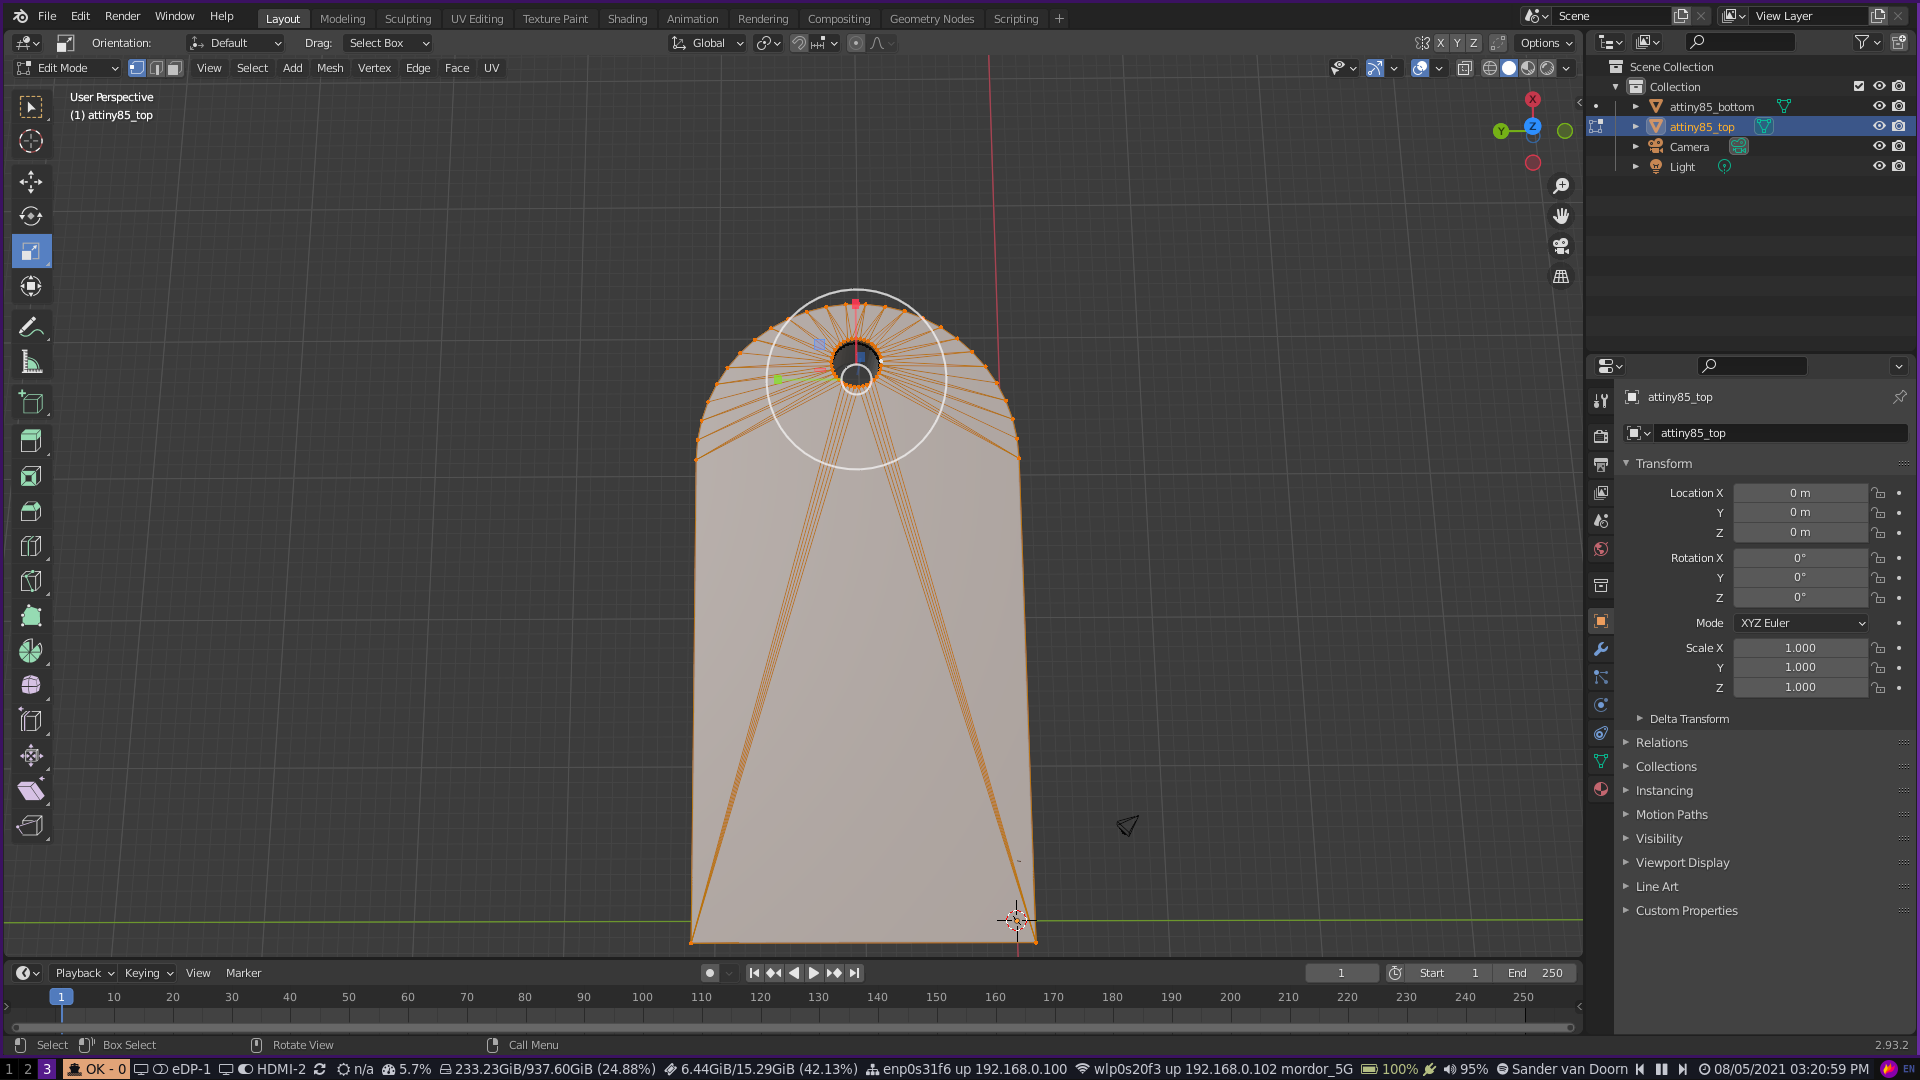 File Edit Render Window Help Layout Modeling Sculpting UV Editing Texture Paint Shading Animation Rendering Compositing Geometry Nodes Scripting + Scene View Layer
Orientation: Default Drag: Select Box Global X Y Z Options
Edit Mode View Select Add Mesh Vertex Edge Face UV
User Perspective
(1) attiny85_top
X
Y
Z
Scene Collection
Collection
attiny85_bottom
attiny85_top
Camera
Light
attiny85_top
attiny85_top
Transform
Location X 0 m
Y 0 m
Z 0 m
Rotation X 0°
Y 0°
Z 0°
Mode XYZ Euler
Scale X 1.000
Y 1.000
Z 1.000
Delta Transform
Relations
Collections
Instancing
Motion Paths
Visibility
Viewport Display
Line Art
Custom Properties
Playback Keying View Marker 1 Start 1 End 250
1 10 20 30 40 50 60 70 80 90 100 110 120 130 140 150 160 170 180 190 200 210 220 230 240 250
Select Box Select Rotate View Call Menu 2.93.2
1 2 3 OK - 0 eDP-1 HDMI-2 n/a 5.7% 233.23GiB/937.60GiB (24.88%) 6.44GiB/15.29GiB (42.13%) enp0s31f6 up 192.168.0.100 wlp0s20f3 up 192.168.0.102 mordor_5G 100% 95% Sander van Doorn 08/05/2021 03:20:59 PM EN